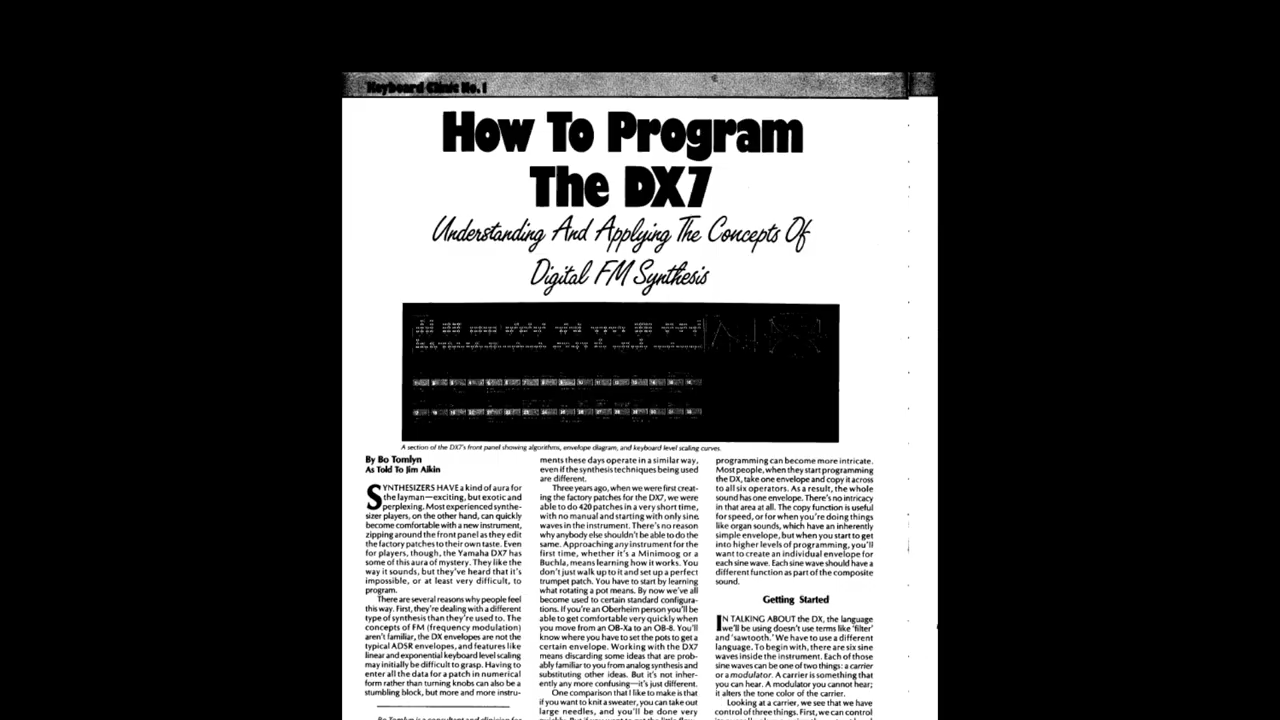 Keyboard Clinic No. 1
How To Program
The DX7
Understanding And Applying The Concepts Of
Digital FM Synthesis
A section of the DX7's front panel showing algorithms, envelope diagram, and keyboard level scaling curves.
By Bo Tomlyn
As Told To Jim Aikin
SYNTHESIZERS HAVE a kind of aura for
the layman—exciting, but exotic and
perplexing. Most experienced synthe-
sizer players, on the other hand, can quickly
become comfortable with a new instrument,
zipping around the front panel as they edit
the factory patches to their own taste. Even
for players, though, the Yamaha DX7 has
some of this aura of mystery. They like the
way it sounds, but they've heard that it's
impossible, or at least very difficult, to
program.
There are several reasons why people feel
this way. First, they're dealing with a different
type of synthesis than they're used to. The
concepts of FM (frequency modulation)
aren't familiar, the DX envelopes are not the
typical ADSR envelopes, and features like
linear and exponential keyboard level scaling
may initially be difficult to grasp. Having to
enter all the data for a patch in numerical
form rather than turning knobs can also be a
stumbling block, but more and more instru-
Bo Tomlyn is a consultant and clinician for
ments these days operate in a similar way,
even if the synthesis techniques being used
are different.
Three years ago, when we were first creat-
ing the factory patches for the DX7, we were
able to do 420 patches in a very short time,
with no manual and starting with only sine
waves in the instrument. There's no reason
why anybody else shouldn't be able to do the
same. Approaching any instrument for the
first time, whether it's a Minimoog or a
Buchla, means learning how it works. You
don't just walk up to it and set up a perfect
trumpet patch. You have to start by learning
what rotating a pot means. By now we've all
become used to certain standard configura-
tions. If you're an Oberheim person you'll be
able to get comfortable very quickly when
you move from an OB-Xa to an OB-8. You'll
know where you have to set the pots to get a
certain envelope. Working with the DX7
means discarding some ideas that are prob-
ably familiar to you from analog synthesis and
substituting other ideas. But it's not inher-
ently any more confusing—it's just different.
One comparison that I like to make is that
if you want to knit a sweater, you can take out
large needles, and you'll be done very
programming can become more intricate.
Most people, when they start programming
the DX, take one envelope and copy it across
to all six operators. As a result, the whole
sound has one envelope. There's no intricacy
in that area at all. The copy function is useful
for speed, or for when you're doing things
like organ sounds, which have an inherently
simple envelope, but when you start to get
into higher levels of programming, you'll
want to create an individual envelope for
each sine wave. Each sine wave should have a
different function as part of the composite
sound.
Getting Started
IN TALKING ABOUT the DX, the language
we'll be using doesn't use terms like 'filter'
and 'sawtooth.' We have to use a different
language. To begin with, there are six sine
waves inside the instrument. Each of those
sine waves can be one of two things: a carrier
or a modulator. A carrier is something that
you can hear. A modulator you cannot hear;
it alters the tone color of the carrier.
Looking at a carrier, we see that we have
control of three things. First, we can control